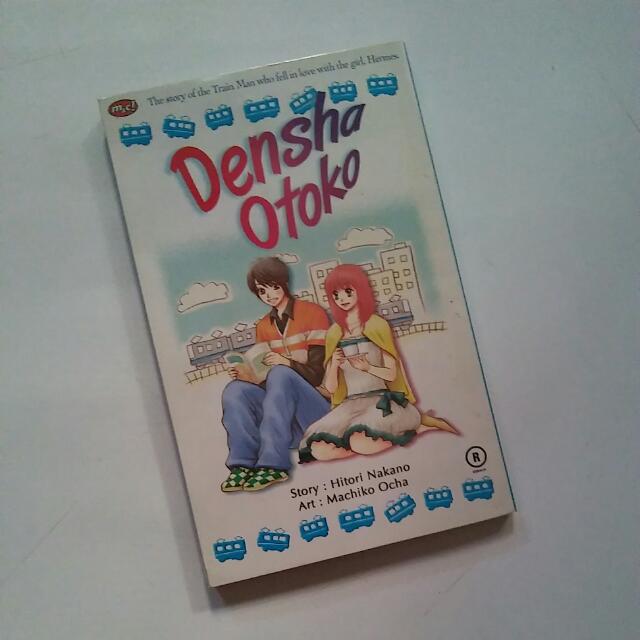 m&c!
The story of the Train Man who fell in love with the girl, Hermes.
Densha
Otoko
Story : Hitori Nakano
Art : Machiko Ocha
R